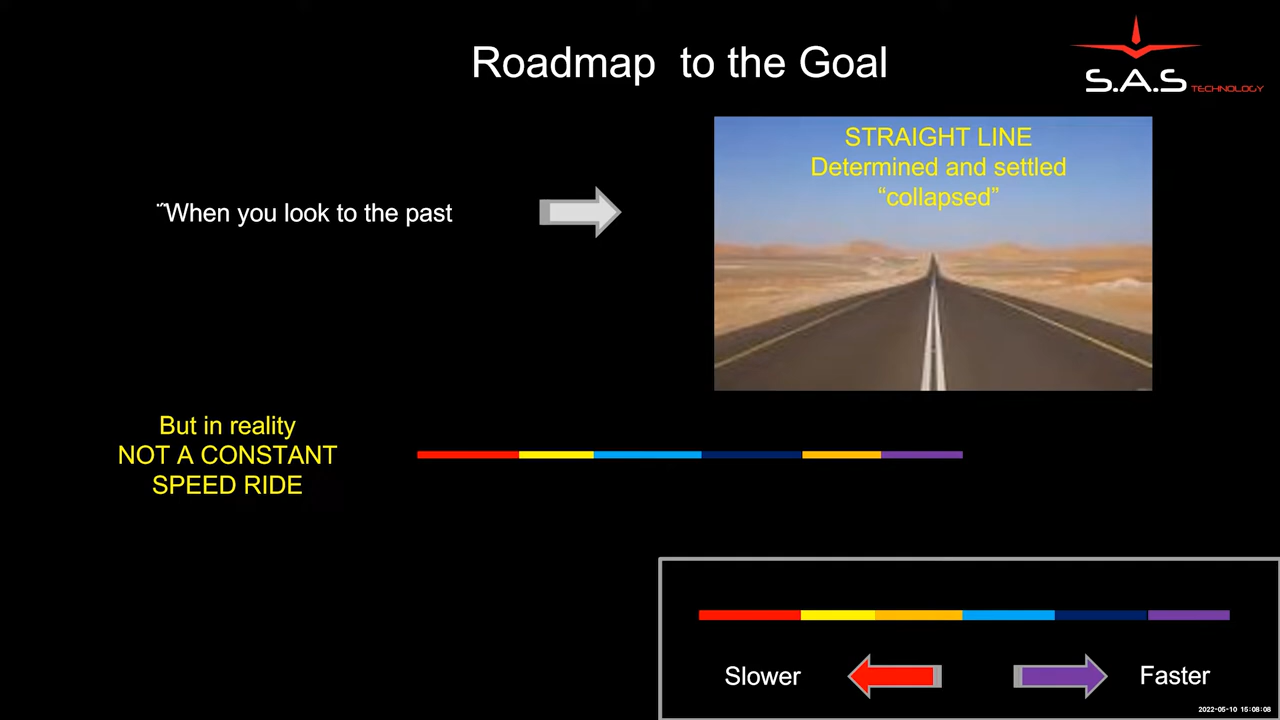 Roadmap  to the Goal
S.A.S TECHNOLOGY
STRAIGHT LINE
Determined and settled
“collapsed”
˝When you look to the past
But in reality
NOT A CONSTANT
SPEED RIDE
Slower
Faster
2022-05-10 15:08:08